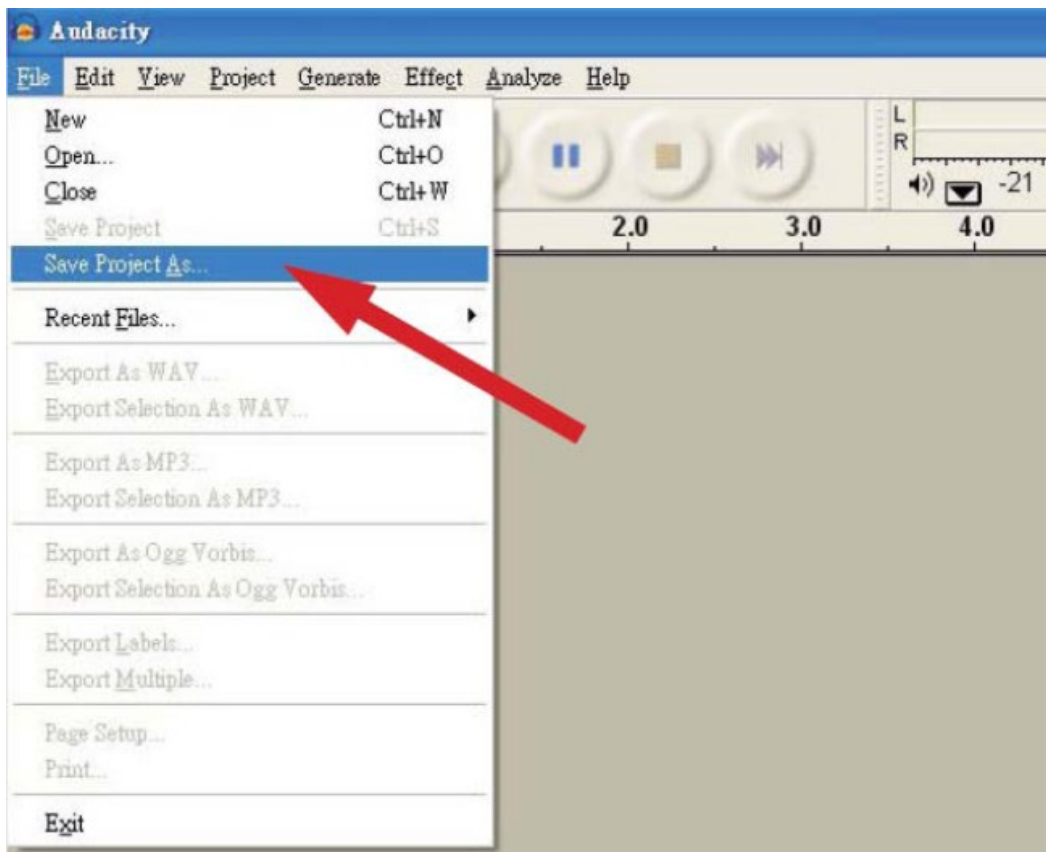 Audacity
File Edit View Project Generate Effect Analyze Help
New Ctrl+N
Open... Ctrl+O
Close Ctrl+W
Save Project Ctrl+S
Save Project As...
Recent Files...
Export As WAV...
Export Selection As WAV...
Export As MP3...
Export Selection As MP3...
Export As Ogg Vorbis...
Export Selection As Ogg Vorbis...
Export Labels...
Export Multiple...
Page Setup...
Print...
Exit
L
R
-21
2.0 3.0 4.0